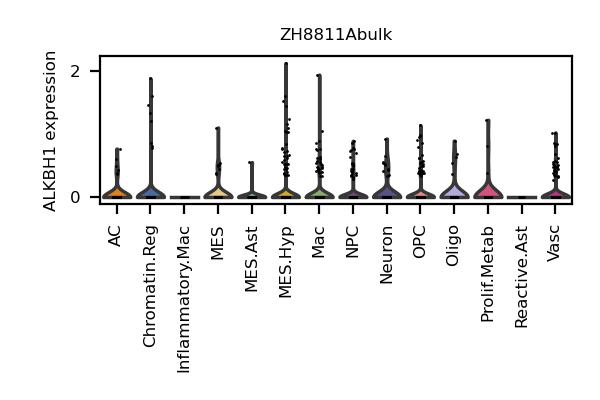 ZH8811Abulk
ALKBH1 expression
2
0
AC
Chromatin.Reg
Inflammatory.Mac
MES
MES.Ast
MES.Hyp
Mac
NPC
Neuron
OPC
Oligo
Prolif.Metab
Reactive.Ast
Vasc